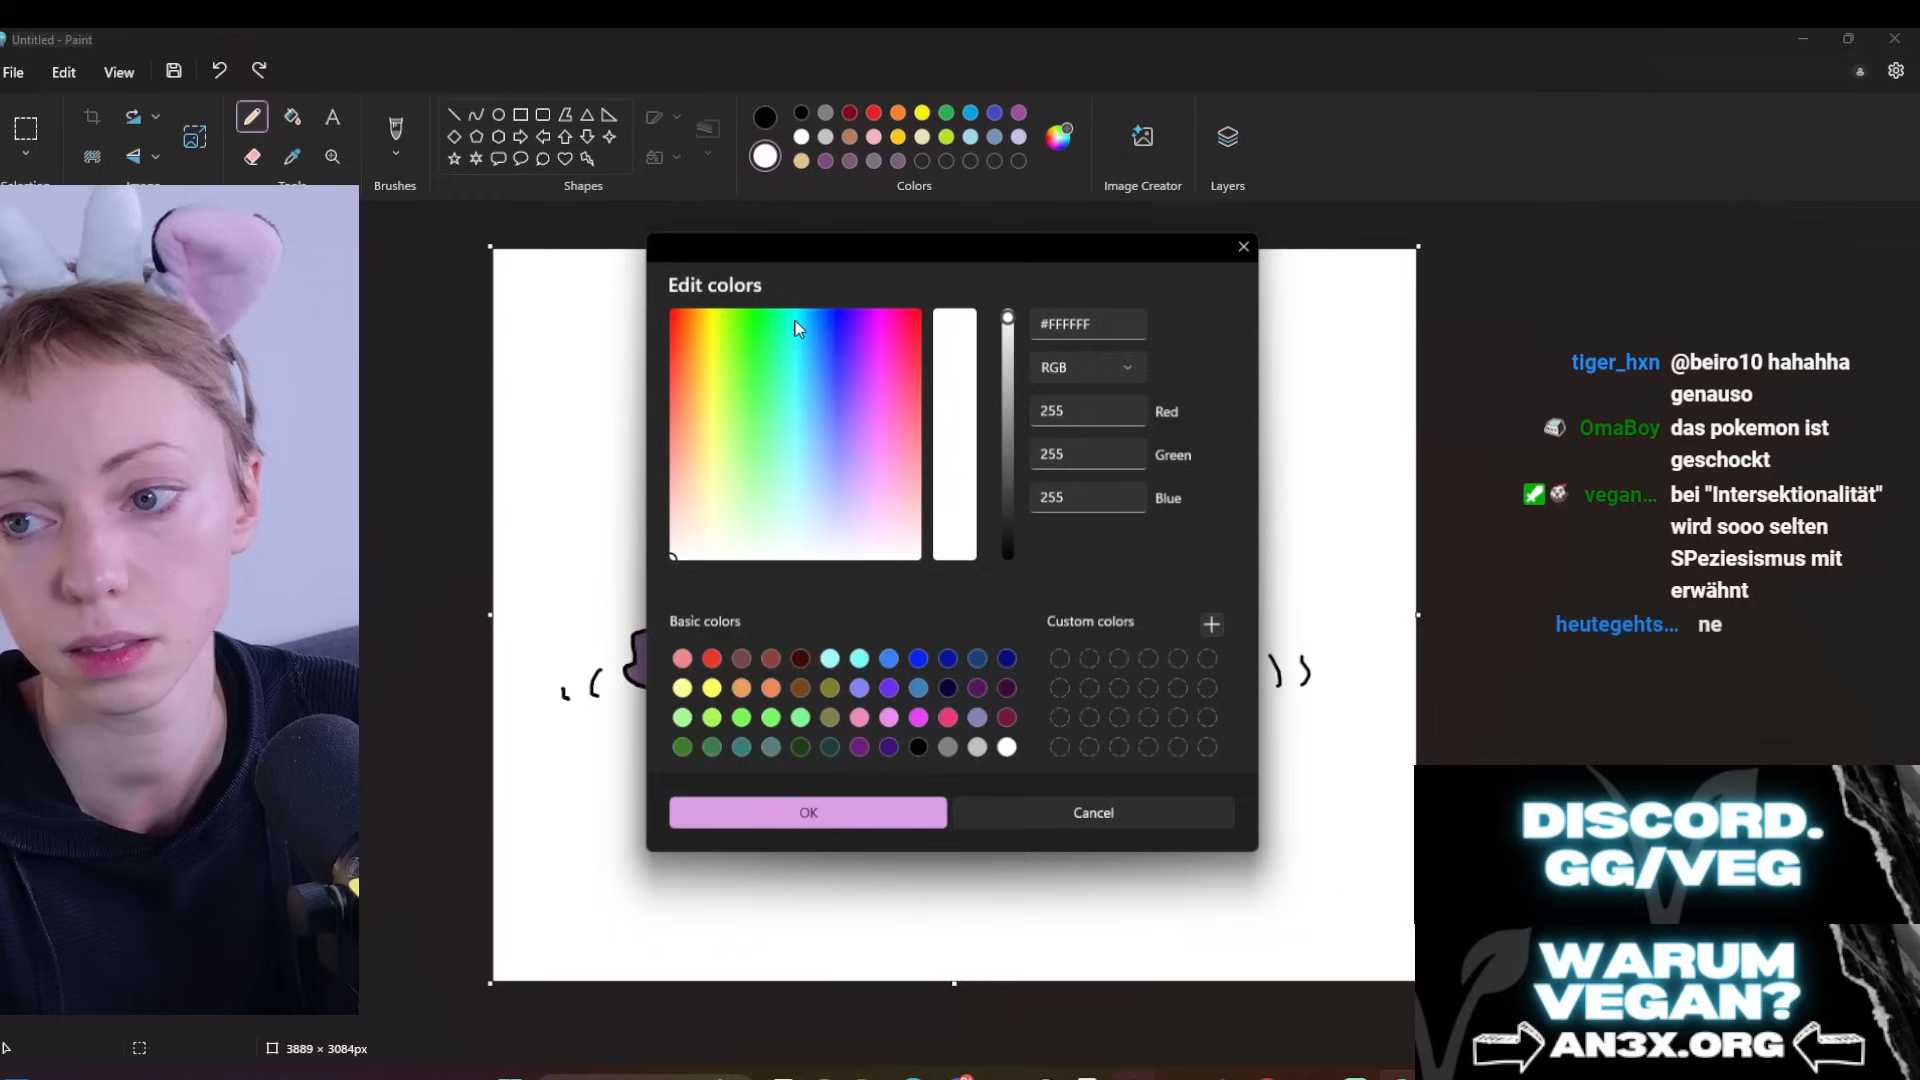 Untitled - Paint
File Edit View
Brushes
Shapes
Colors
Image Creator
Layers
Edit colors
#FFFFFF
RGB
255 Red
255 Green
255 Blue
Basic colors
Custom colors
OK
Cancel
tiger_hxn @beiro10 hahahha
genauso
OmaBoy das pokemon ist
geschockt
vegan... bei "Intersektionalität"
wird sooo selten
SPeziesismus mit
erwähnt
heutegehts... ne
DISCORD.
GG/VEG
WARUM
VEGAN?
AN3X.ORG
3889 × 3084px